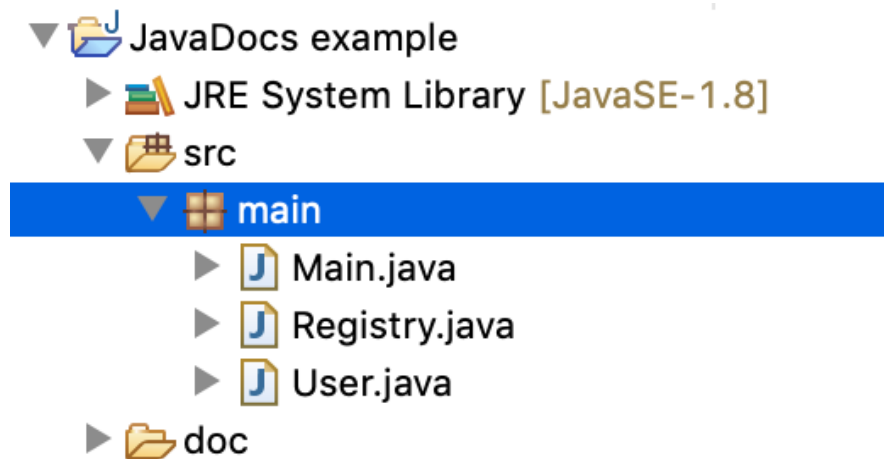 JavaDocs example
JRE System Library [JavaSE-1.8]
src
main
Main.java
Registry.java
User.java
doc